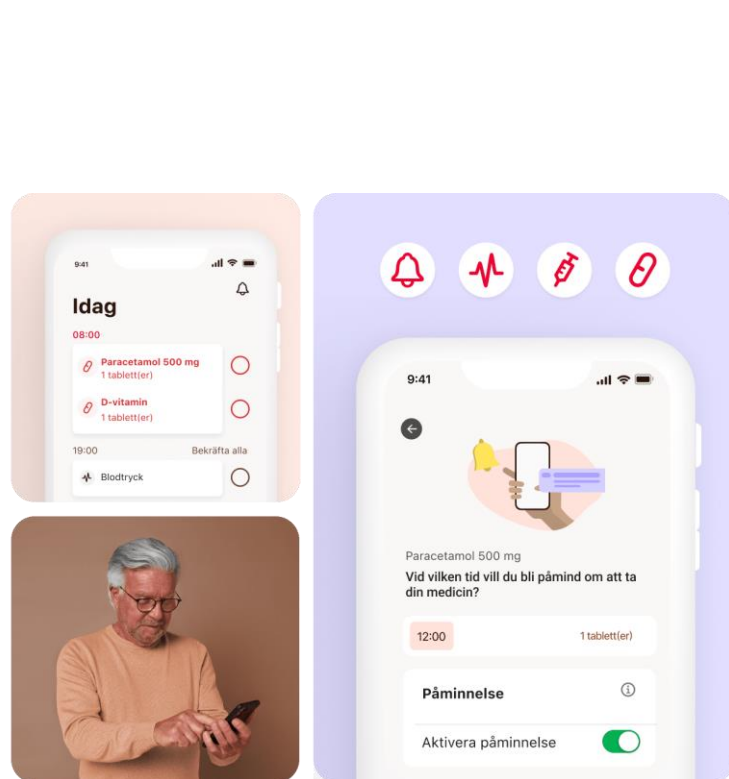 9:41
Idag
08:00
Paracetamol 500 mg
1 tablett(er)
D-vitamin
1 tablett(er)
19:00 Bekräfta alla
Blodtryck
9:41
Paracetamol 500 mg
Vid vilken tid vill du bli påmind om att ta
din medicin?
12:00 1 tablett(er)
Påminnelse
Aktivera påminnelse